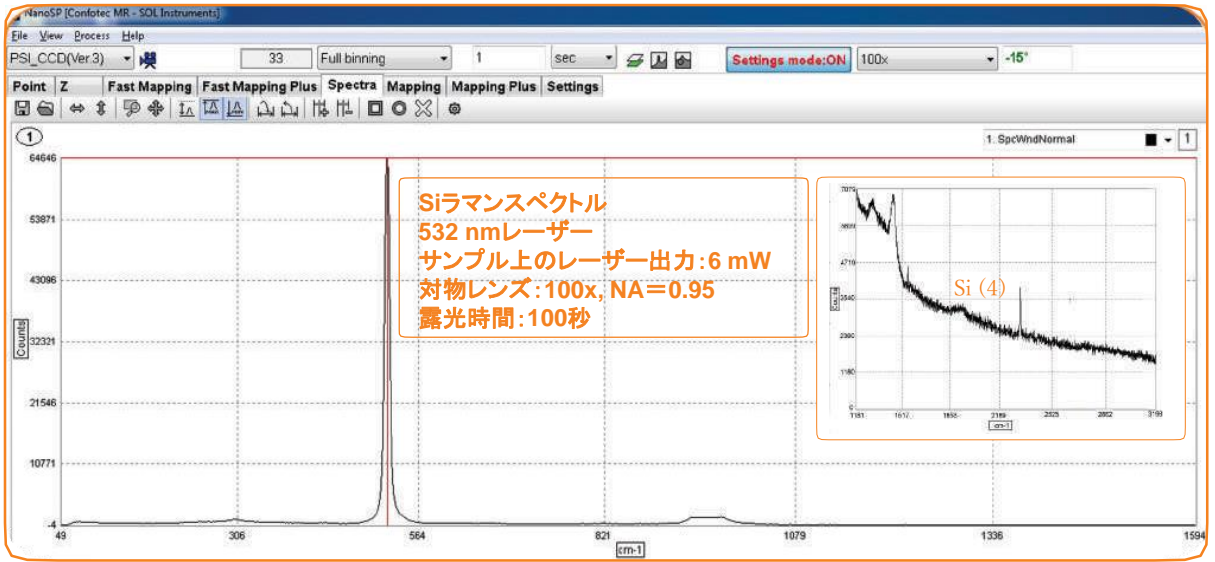 NanoSP [Confotec MR - SOL Instruments]
File View Process Help
PSI_CCD(Ver.3) 33 Full binning 1 sec Settings mode:ON 100x -15°
Point Z Fast Mapping Fast Mapping Plus Spectra Mapping Mapping Plus Settings
1 1. SpcWndNormal 1
64646
53871
43096
32321
21546
10771
-4
Counts
49 306 564 821 1079 1336 1594
cm-1
Siラマンスペクトル
532 nmレーザー
サンプル上のレーザー出力:6 mW
対物レンズ:100x, NA=0.95
露光時間:100秒
7079
4719
3540
2360
1180
0
Counts
Si (4)
2189
2525
cm-1